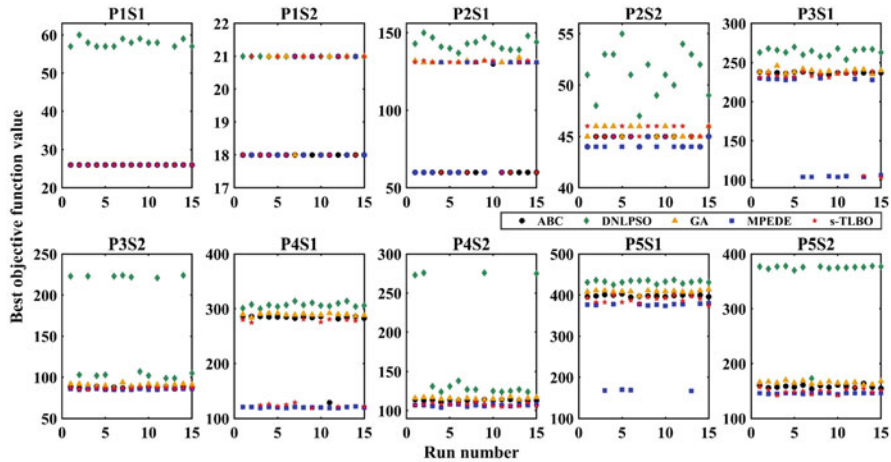 P1S1 P1S2 P2S1 P2S2 P3S1
60 22 150 55 300
50 21 250
40 20 100 50 200
30 19 45 150
20 18 50 40 100
17
0 5 10 15 0 5 10 15 0 5 10 15 0 5 10 15 0 5 10 15
ABC DNLPSO GA MPEDE s-TLBO
P3S2 P4S1 P4S2 P5S1 P5S2
250 400 300 500 400
200 300 250 400 300
150 200 300
100 200 150 200 200
50 100 100 100 100
0 5 10 15 0 5 10 15 0 5 10 15 0 5 10 15 0 5 10 15
Best objective function value
Run number